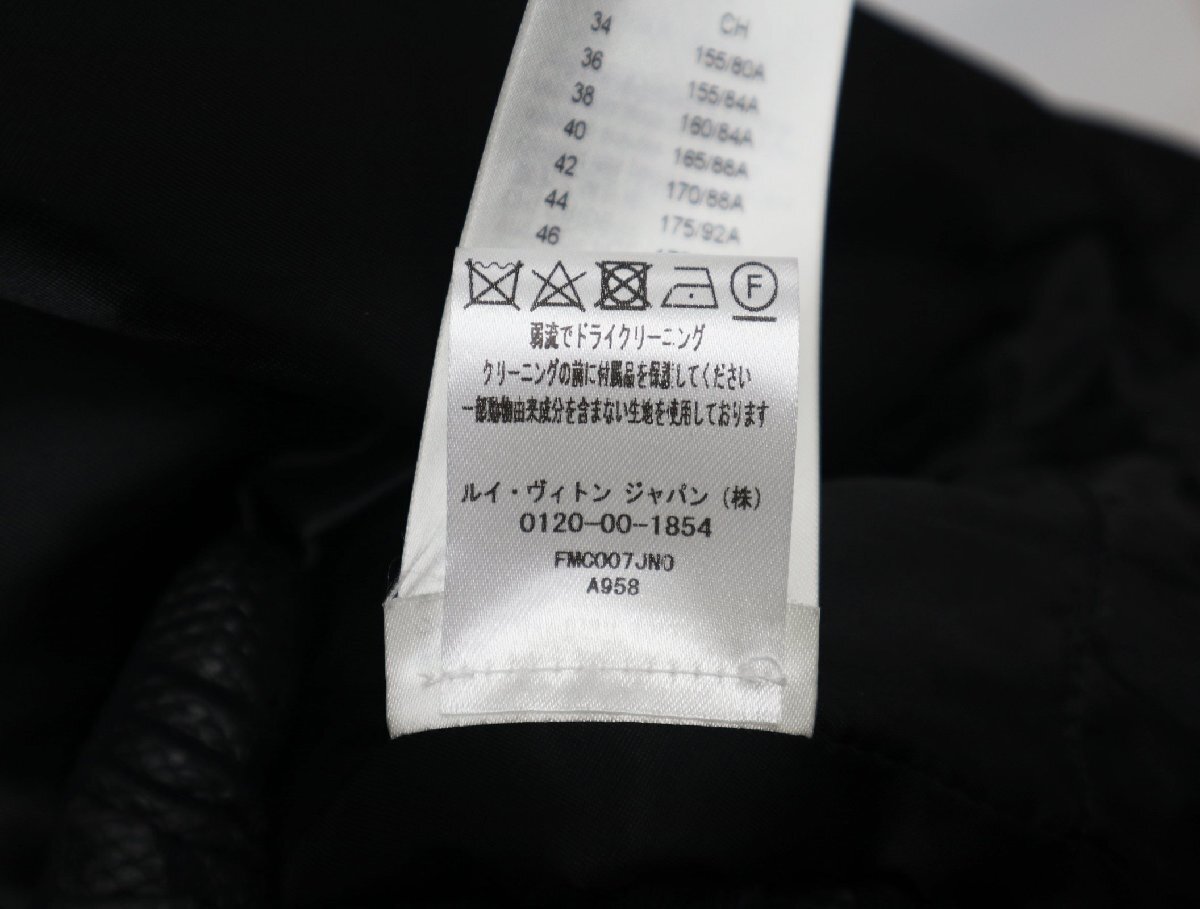 34 CH
36 155/80A
38 155/84A
40 160/84A
42 165/88A
44 170/88A
46 175/92A
F
弱流でドライクリーニング
クリーニングの前に付属品を保護してください
一部動物由来成分を含まない生地を使用しております
ルイ・ヴィトン ジャパン (株)
0120-00-1854
FMC007JN0
A958